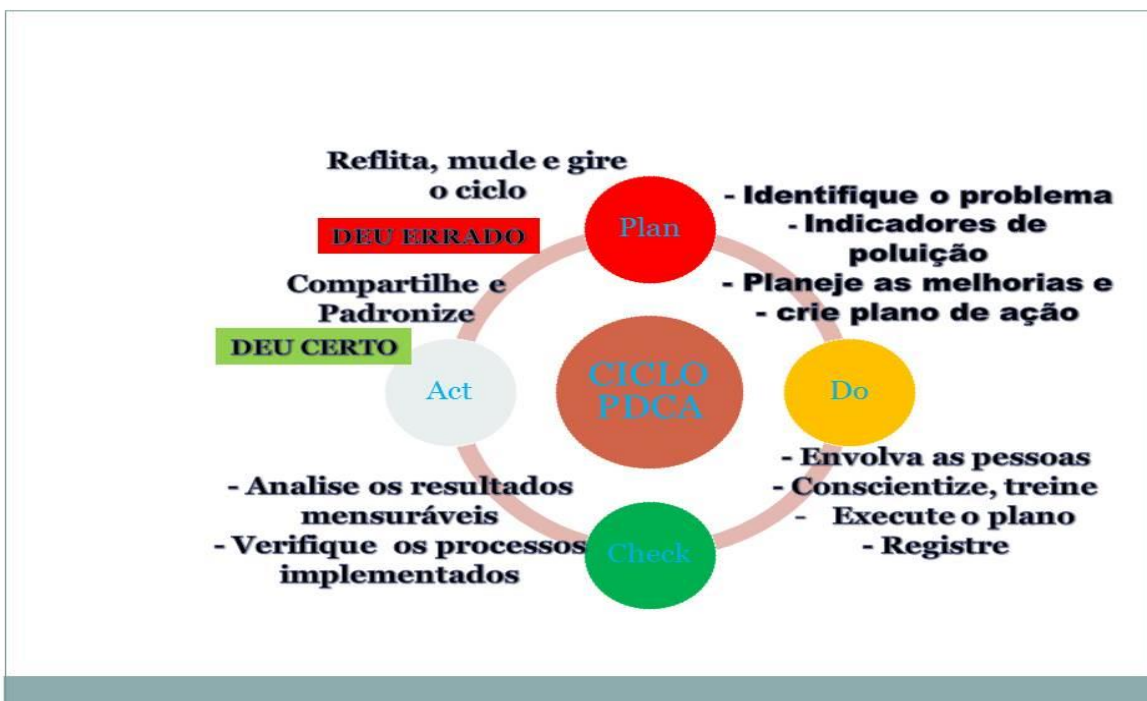 Reflita, mude e gire
o ciclo
DEU ERRADO
Compartilhe e
Padronize
DEU CERTO
Plan
- Identifique o problema
- Indicadores de
poluição
- Planeje as melhorias e
- crie plano de ação
CICLO
PDCA
Act
Do
- Envolva as pessoas
- Conscientize, treine
- Execute o plano
- Registre
Check
- Analise os resultados
mensuráveis
- Verifique os processos
implementados